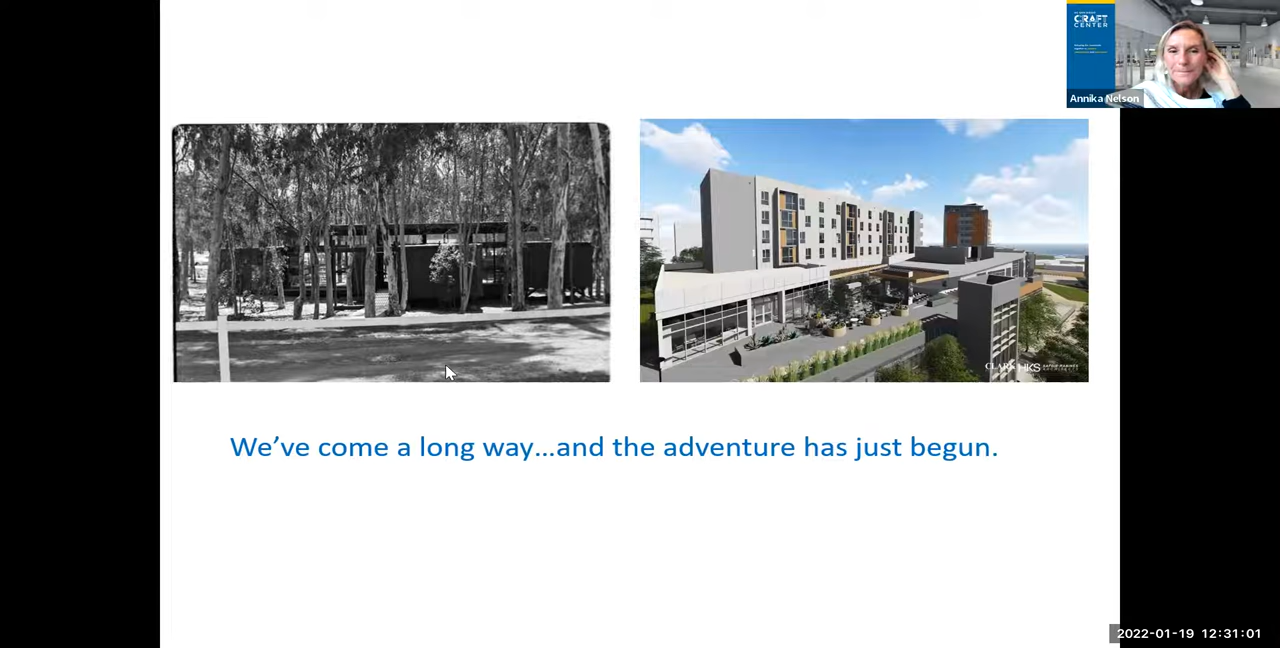 CRAFT
CENTER
Annika Nelson
CLARK HKS
We've come a long way...and the adventure has just begun.
2022-01-19 12:31:01